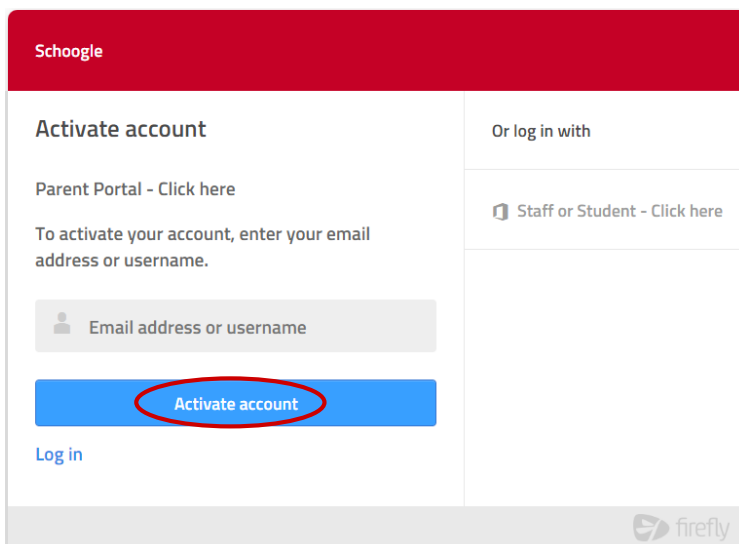 Schoogle
Activate account
Parent Portal - Click here
To activate your account, enter your email
address or username.
Email address or username
Activate account
Log in
Or log in with
Staff or Student - Click here
firefly